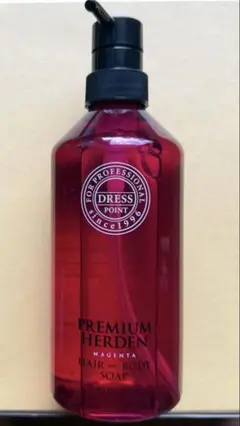 FOR PROFESSIONAL
DRESS
POINT
since1996
PREMIUM
HERDEN
MAGENTA
HAIR — BODY
SOAP